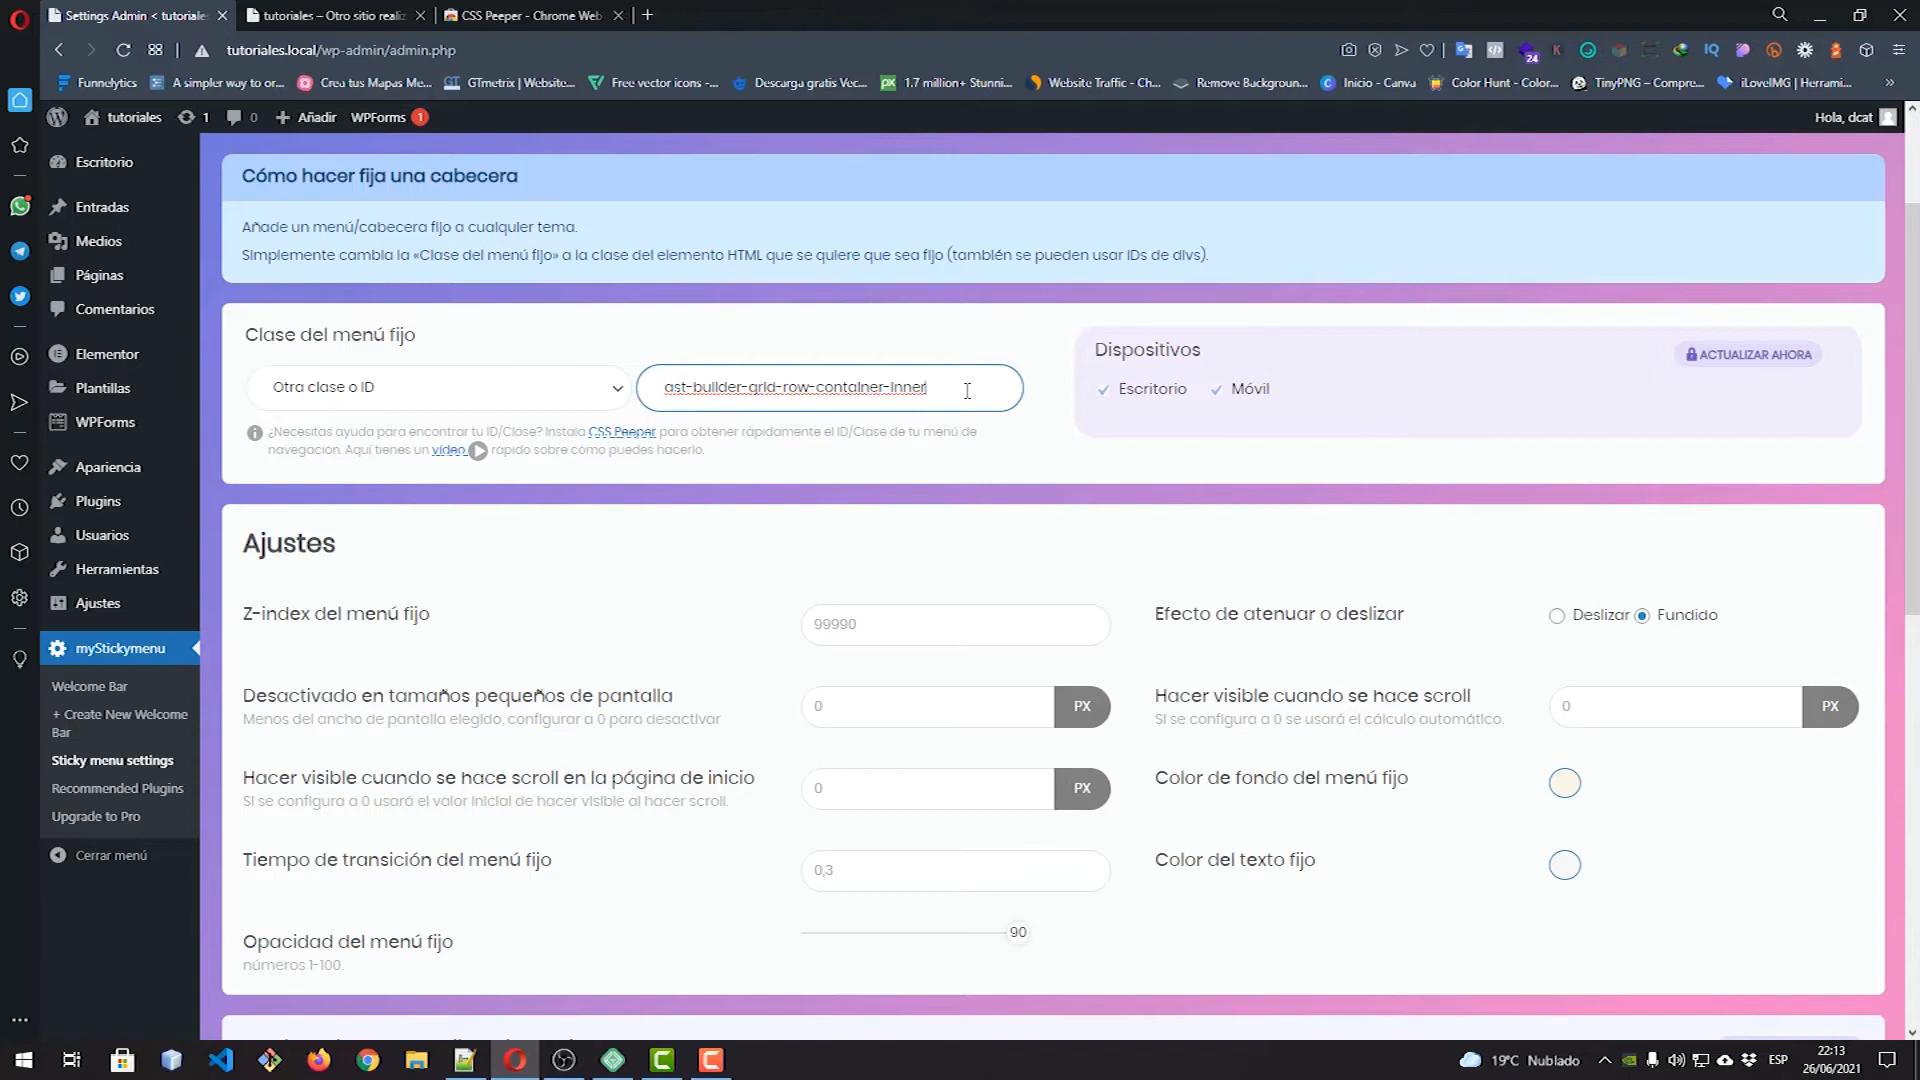 Settings Admin < tutoriale
tutoriales – Otro sitio realiz
CSS Peeper - Chrome Web
tutoriales.local/wp-admin/admin.php
24
IQ
Funnelytics
A simpler way to or...
Crea tus Mapas Me...
GTmetrix | Website...
Free vector icons -...
Descarga gratis Vec...
1.7 million+ Stunni...
Website Traffic - Ch...
Remove Backgroun...
Inicio - Canva
Color Hunt - Color...
TinyPNG – Compre...
iLoveIMG | Herrami...
tutoriales
1
0
Añadir
WPForms 1
Hola, dcat
Escritorio
Entradas
Medios
Páginas
Comentarios
Elementor
Plantillas
WPForms
Apariencia
Plugins
Usuarios
Herramientas
Ajustes
myStickymenu
Welcome Bar
+ Create New Welcome
Bar
Sticky menu settings
Recommended Plugins
Upgrade to Pro
Cerrar menú
Cómo hacer fija una cabecera
Añade un menú/cabecera fijo a cualquier tema.
Simplemente cambia la «Clase del menú fijo» a la clase del elemento HTML que se quiere que sea fijo (también se pueden usar IDs de divs).
Clase del menú fijo
Otra clase o ID
ast-builder-grid-row-container-inner
¿Necesitas ayuda para encontrar tu ID/Clase? Instala CSS Peeper para obtener rápidamente el ID/Clase de tu menú de
navegación. Aquí tienes un vídeo rápido sobre cómo puedes hacerlo.
Dispositivos
ACTUALIZAR AHORA
Escritorio
Móvil
Ajustes
Z-index del menú fijo
99990
Efecto de atenuar o deslizar
Deslizar
Fundido
Desactivado en tamaños pequeños de pantalla
Menos del ancho de pantalla elegido, configurar a 0 para desactivar
0
PX
Hacer visible cuando se hace scroll
Si se configura a 0 se usará el cálculo automático.
0
PX
Hacer visible cuando se hace scroll en la página de inicio
Si se configura a 0 usará el valor inicial de hacer visible al hacer scroll.
0
PX
Color de fondo del menú fijo
Tiempo de transición del menú fijo
0,3
Color del texto fijo
Opacidad del menú fijo
números 1-100.
90
19°C Nublado
ESP
22:13
26/06/2021